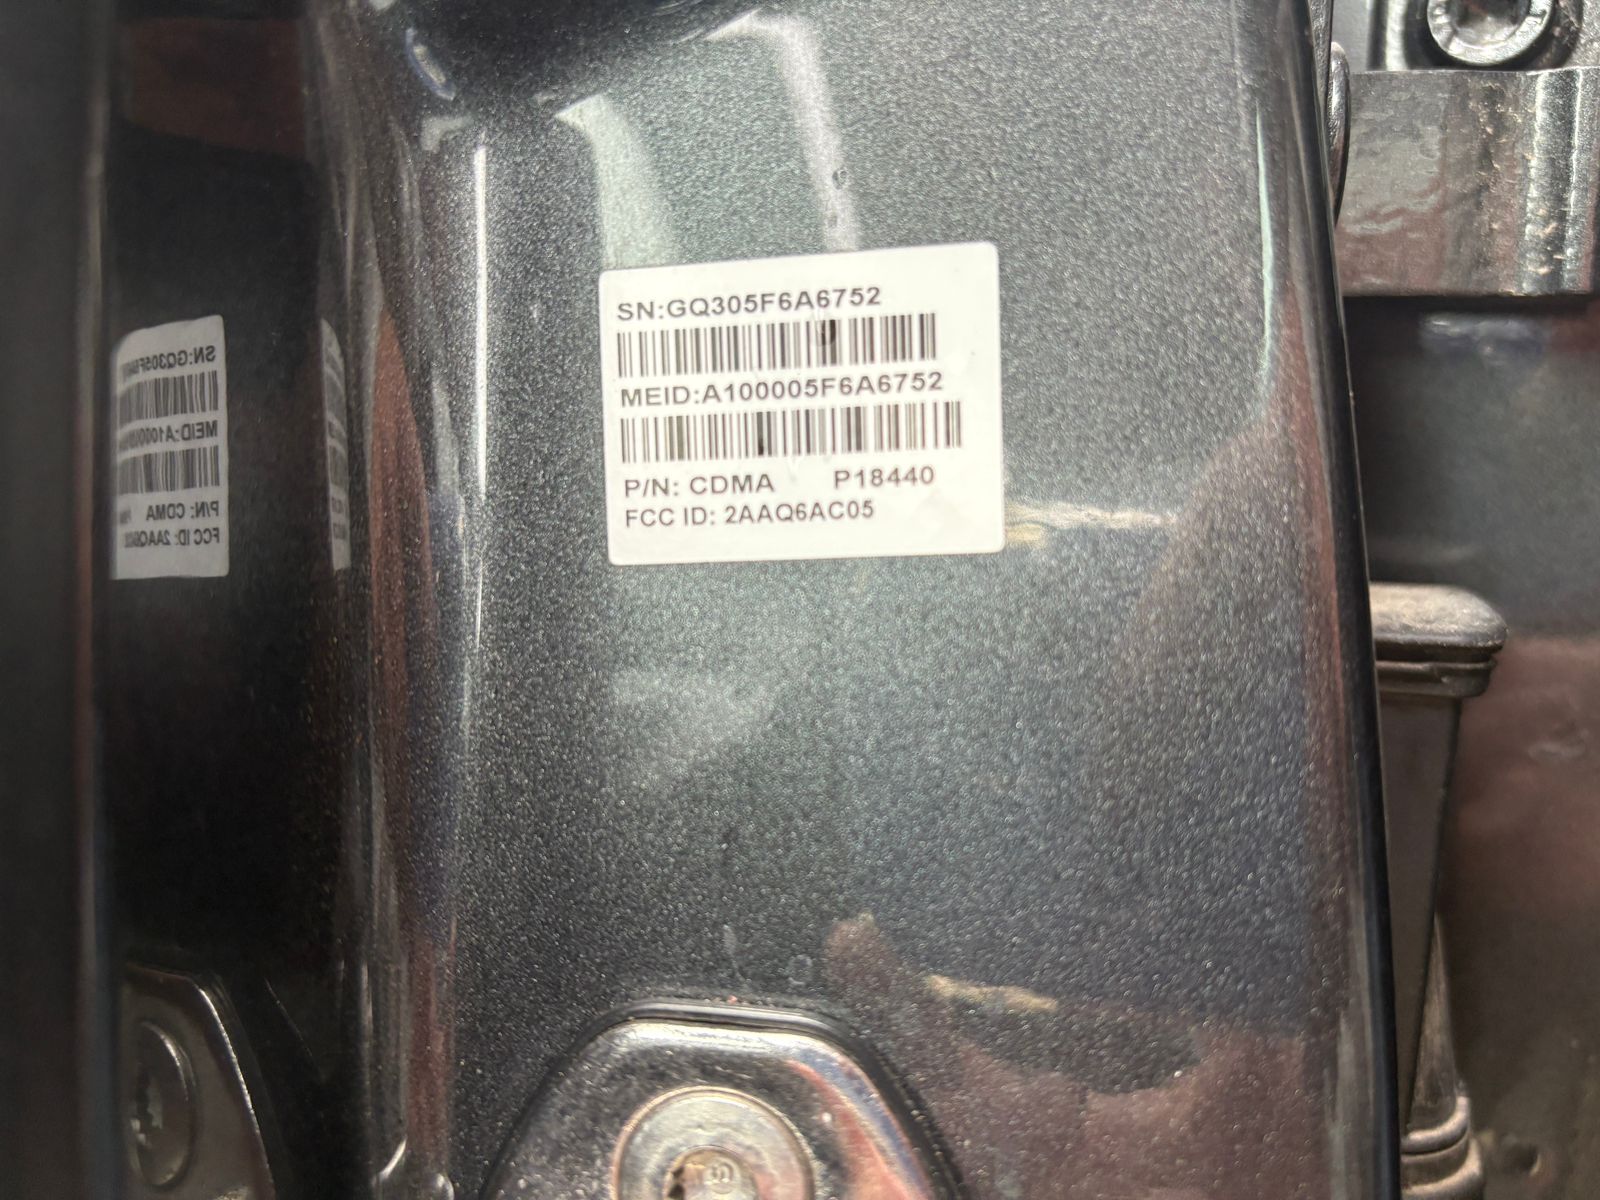 SN:GQ305F6A6752
MEID:A100005F6A6752
P/N: CDMA P18440
FCC ID: 2AAQ6AC05